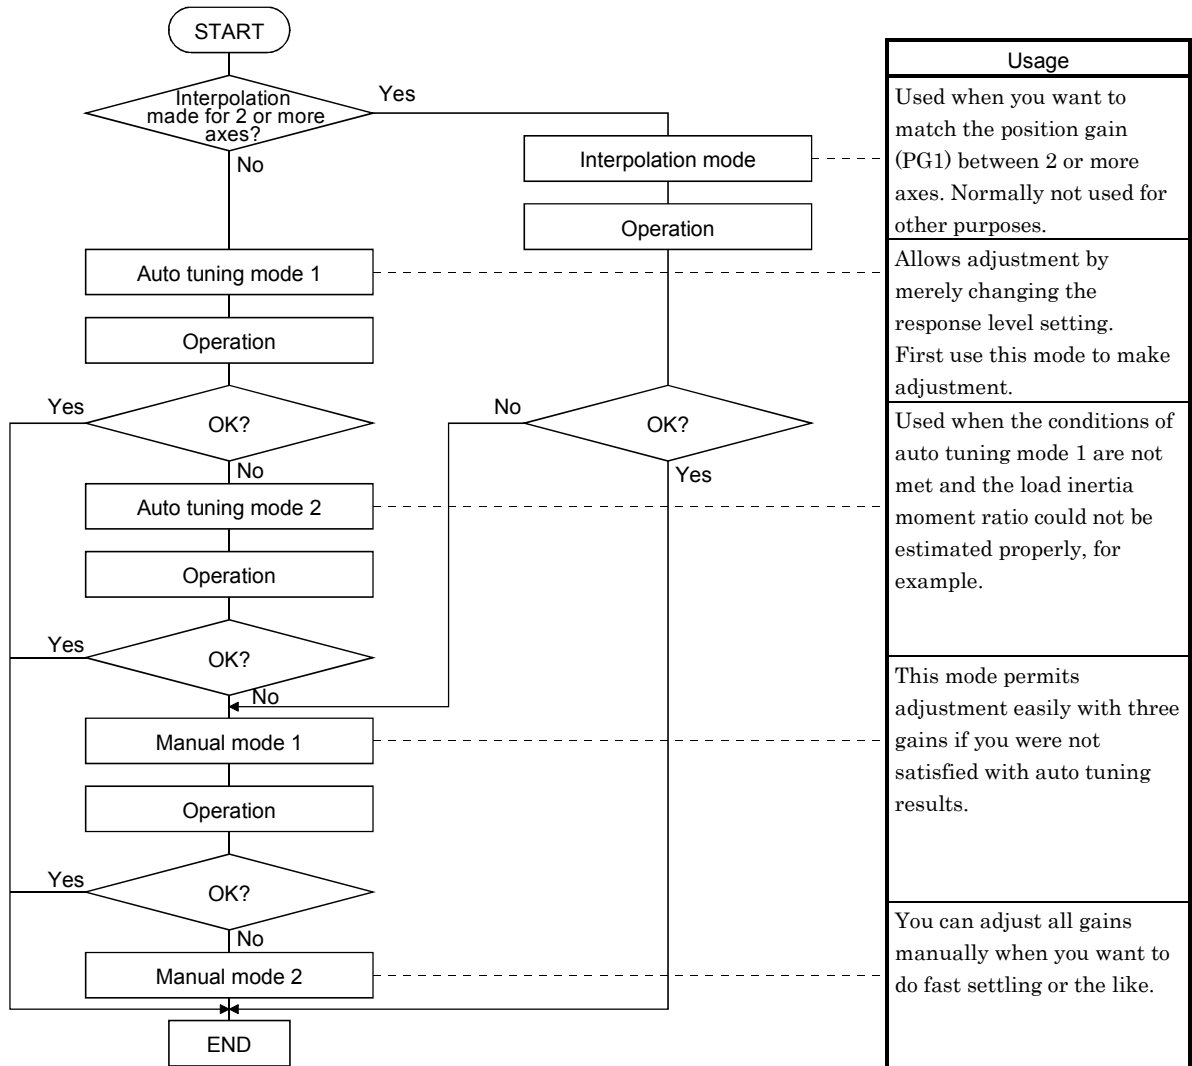 START
Interpolation
made for 2 or more
axes?
Yes
No
Interpolation mode
Operation
Auto tuning mode 1
Operation
Yes
OK?
No
No
OK?
Yes
Auto tuning mode 2
Operation
Yes
OK?
No
Manual mode 1
Operation
Yes
OK?
No
Manual mode 2
END
Usage
Used when you want to
match the position gain
(PG1) between 2 or more
axes. Normally not used for
other purposes.
Allows adjustment by
merely changing the
response level setting.
First use this mode to make
adjustment.
Used when the conditions of
auto tuning mode 1 are not
met and the load inertia
moment ratio could not be
estimated properly, for
example.
This mode permits
adjustment easily with three
gains if you were not
satisfied with auto tuning
results.
You can adjust all gains
manually when you want to
do fast settling or the like.